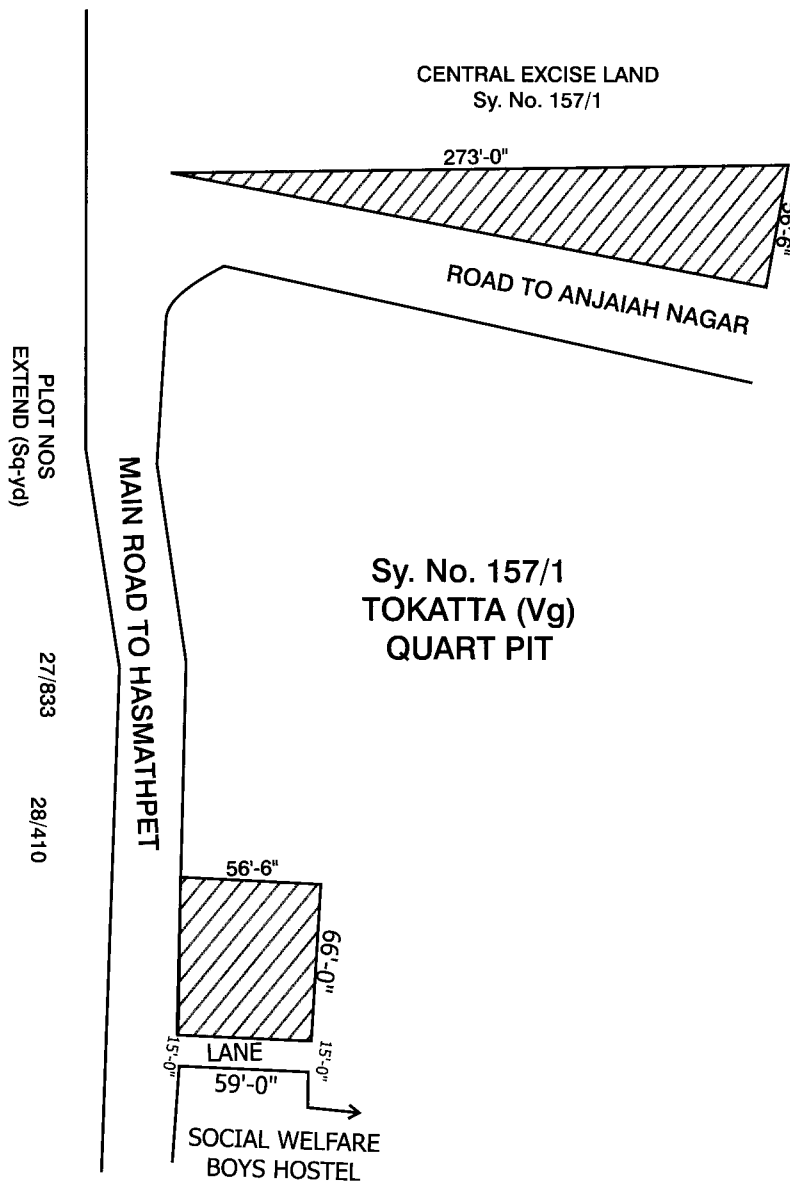 CENTRAL EXCISE LAND
Sy. No. 157/1
273'-0"
56'-6"
ROAD TO ANJAIAH NAGAR
PLOT NOS
EXTEND (Sq-yd)
27/833
28/410
MAIN ROAD TO HASMATHPET
Sy. No. 157/1
TOKATTA (Vg)
QUART PIT
56'-6"
66'-0"
15'-0"
LANE
15'-0"
59'-0"
SOCIAL WELFARE
BOYS HOSTEL